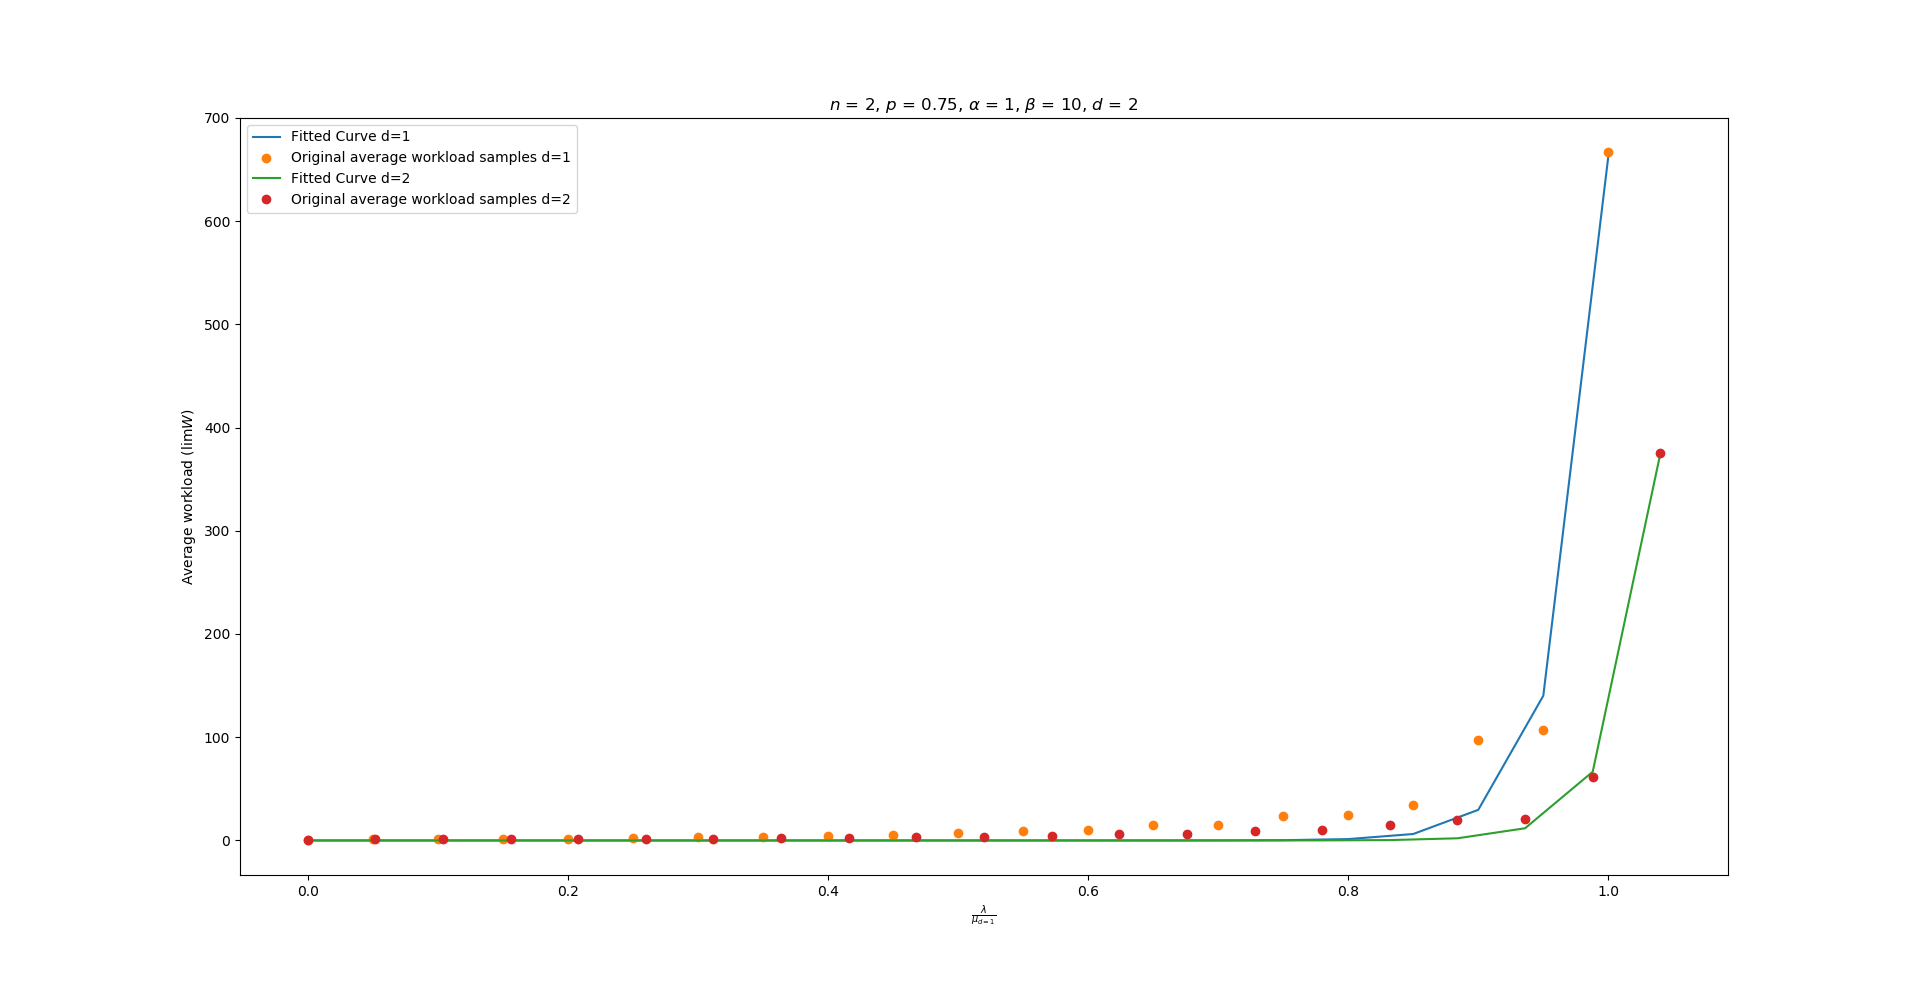 n = 2, p = 0.75, α = 1, β = 10, d = 2
700
600
500
400
300
200
100
0
Average workload (limW)
Fitted Curve d=1
Original average workload samples d=1
Fitted Curve d=2
Original average workload samples d=2
0.0 0.2 0.4 0.6 0.8 1.0
λ
μd=1